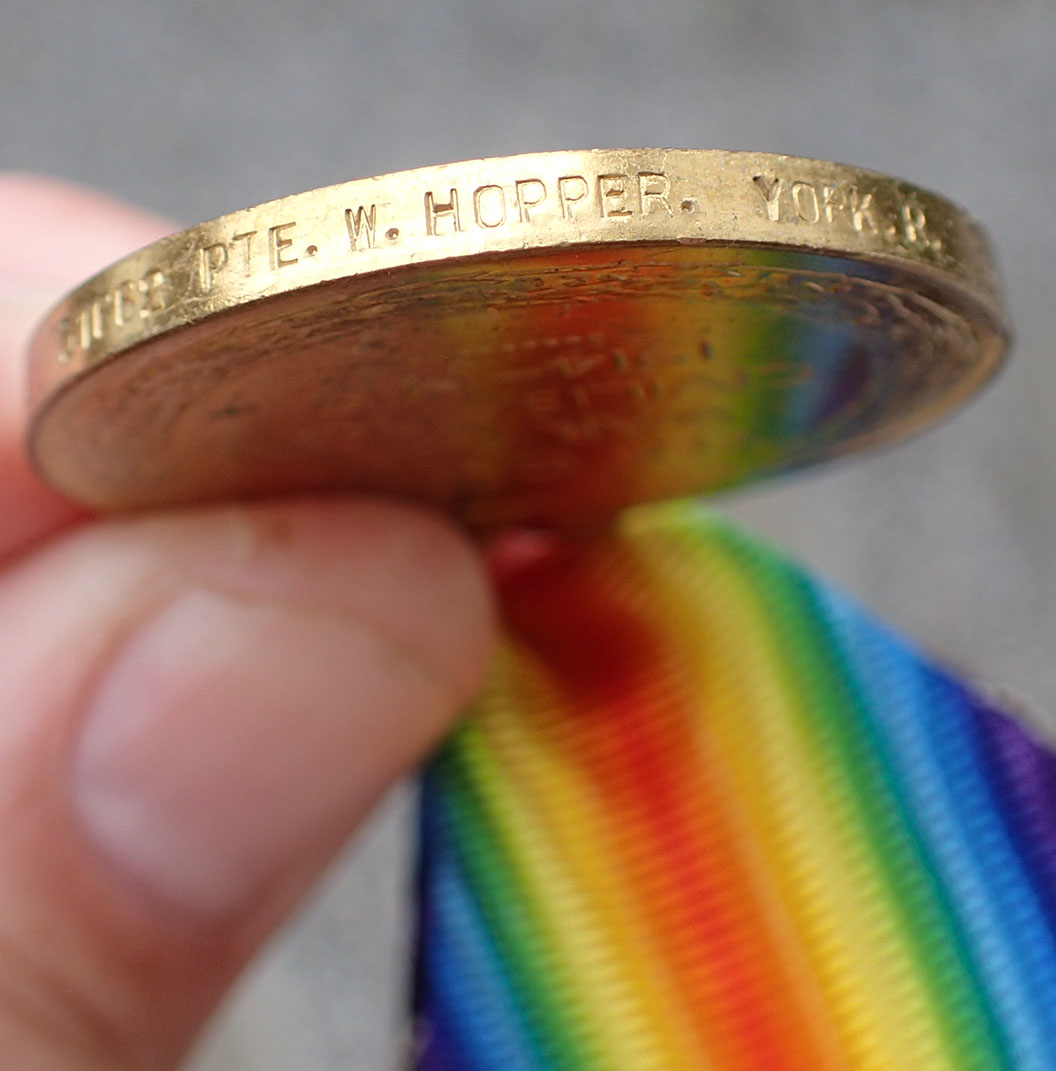 PTE. W. HOPPER. YORK. R.